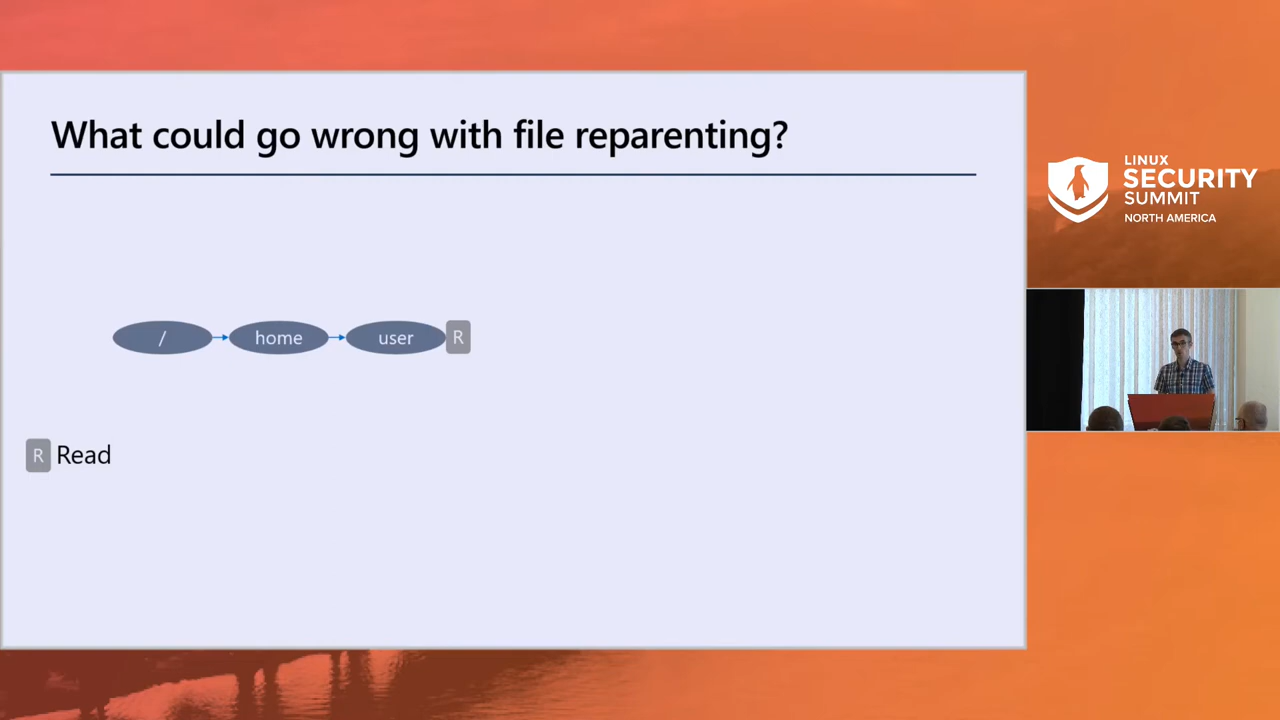 What could go wrong with file reparenting?
/ home user R
R Read
LINUX
SECURITY
SUMMIT
NORTH AMERICA